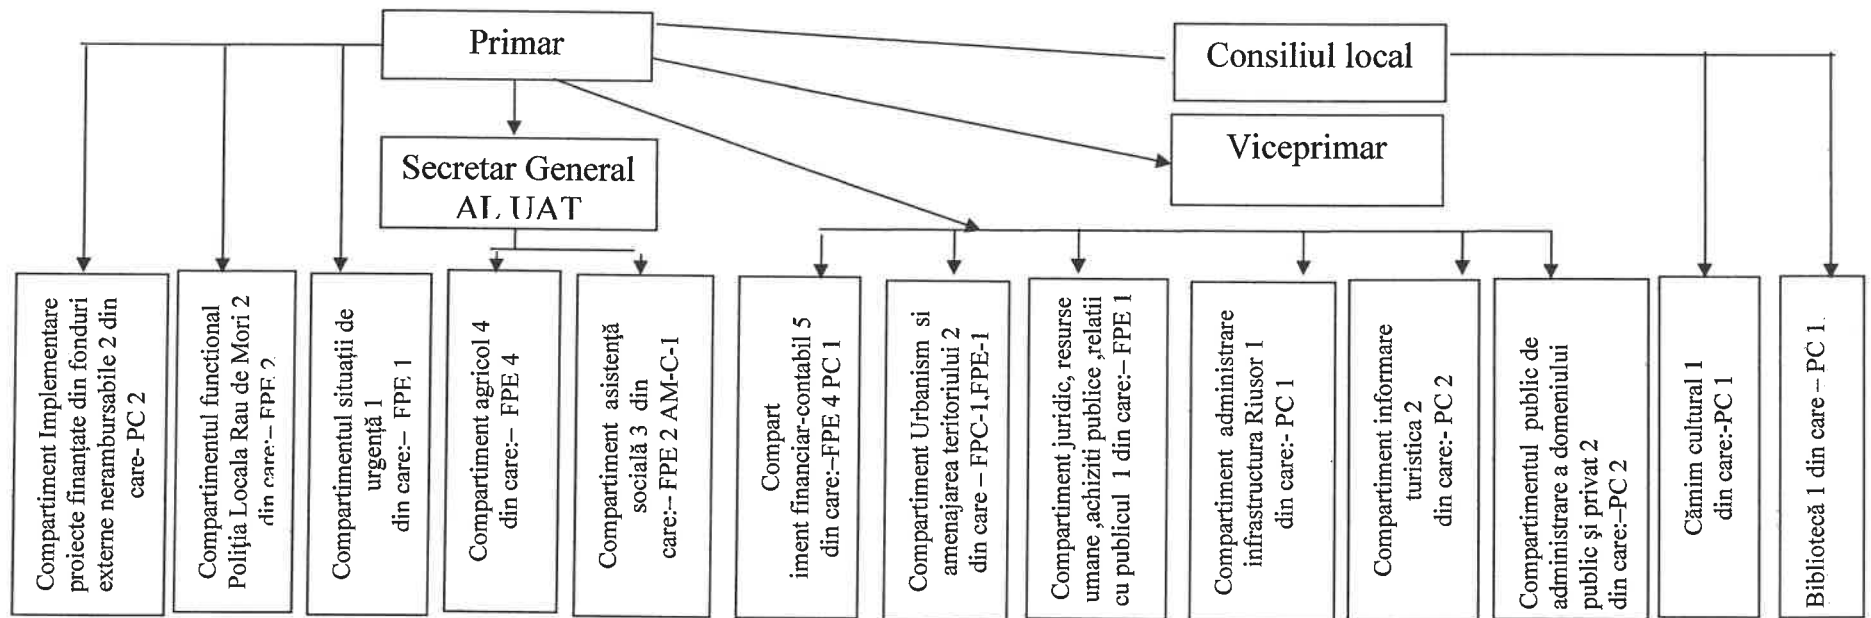 Primar
Consiliul local
Viceprimar
Secretar General
AL UAT
Compartiment Implementare
proiecte finanțate din fonduri
externe nerambursabile 2 din
care- PC 2
Compartimentul functional
Poliția Locala Rau de Mori 2
din care:– FPE 2
Compartimentul situații de
urgență 1
din care:– FPE 1
Compartiment agricol 4
din care:– FPE 4
Compartiment asistență
socială 3 din
care:-- FPE 2 AM-C-1
Compart
iment financiar-contabil 5
din care:–FPE 4 PC 1
Compartiment Urbanism si
amenajarea teritoriului 2
din care – FPC-1,FPE-1
Compartiment juridic, resurse
umane ,achiziti publice ,relatii
cu publicul 1 din care:– FPE 1
Compartiment administrare
infrastructura Riusor 1
din care:- PC 1
Compartiment informare
turistica 2
din care:- PC 2
Compartimentul public de
administrare a domeniului
public și privat 2
din care:–PC 2
Cămim cultural 1
din care:-PC 1
Bibliotecă 1 din care – PC 1.